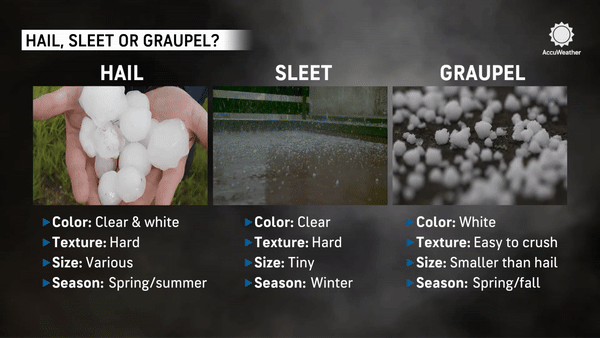 HAIL, SLEET OR GRAUPEL?
AccuWeather
HAIL
Color: Clear & white
Texture: Hard
Size: Various
Season: Spring/summer
SLEET
Color: Clear
Texture: Hard
Size: Tiny
Season: Winter
GRAUPEL
Color: White
Texture: Easy to crush
Size: Smaller than hail
Season: Spring/fall